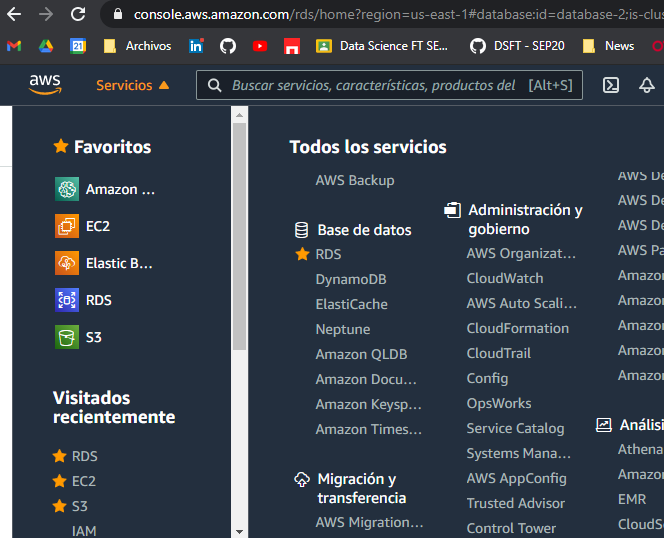 console.aws.amazon.com/rds/home?region=us-east-1#database:id=database-2;is-clus
Archivos
Data Science FT SE...
DSFT - SEP20
News
aws
Servicios
Buscar servicios, características, productos del [Alt+S]
Favoritos
Amazon ...
EC2
Elastic B...
RDS
S3
Visitados
recientemente
RDS
EC2
S3
IAM
Todos los servicios
AWS Backup
Base de datos
RDS
DynamoDB
ElastiCache
Neptune
Amazon QLDB
Amazon Docu...
Amazon Keysp...
Amazon Times...
Migración y
transferencia
AWS Migration...
Administración y
gobierno
AWS Organizat...
CloudWatch
AWS Auto Scali...
CloudFormation
CloudTrail
Config
OpsWorks
Service Catalog
Systems Mana...
AWS AppConfig
Trusted Advisor
Control Tower
AWS De
AWS De
AWS De
AWS Pa
Amazon
Amazon
Amazon
Amazon
Amazon
Análisi
Athena
Amazon
EMR
CloudSe